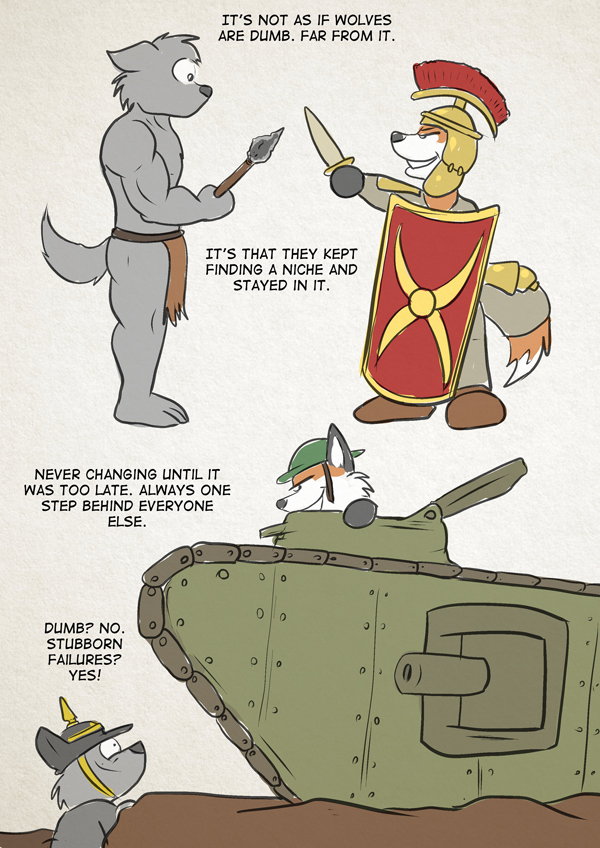 IT'S NOT AS IF WOLVES
ARE DUMB. FAR FROM IT.
IT'S THAT THEY KEPT
FINDING A NICHE AND
STAYED IN IT.
NEVER CHANGING UNTIL IT
WAS TOO LATE. ALWAYS ONE
STEP BEHIND EVERYONE
ELSE.
DUMB? NO.
STUBBORN
FAILURES?
YES!